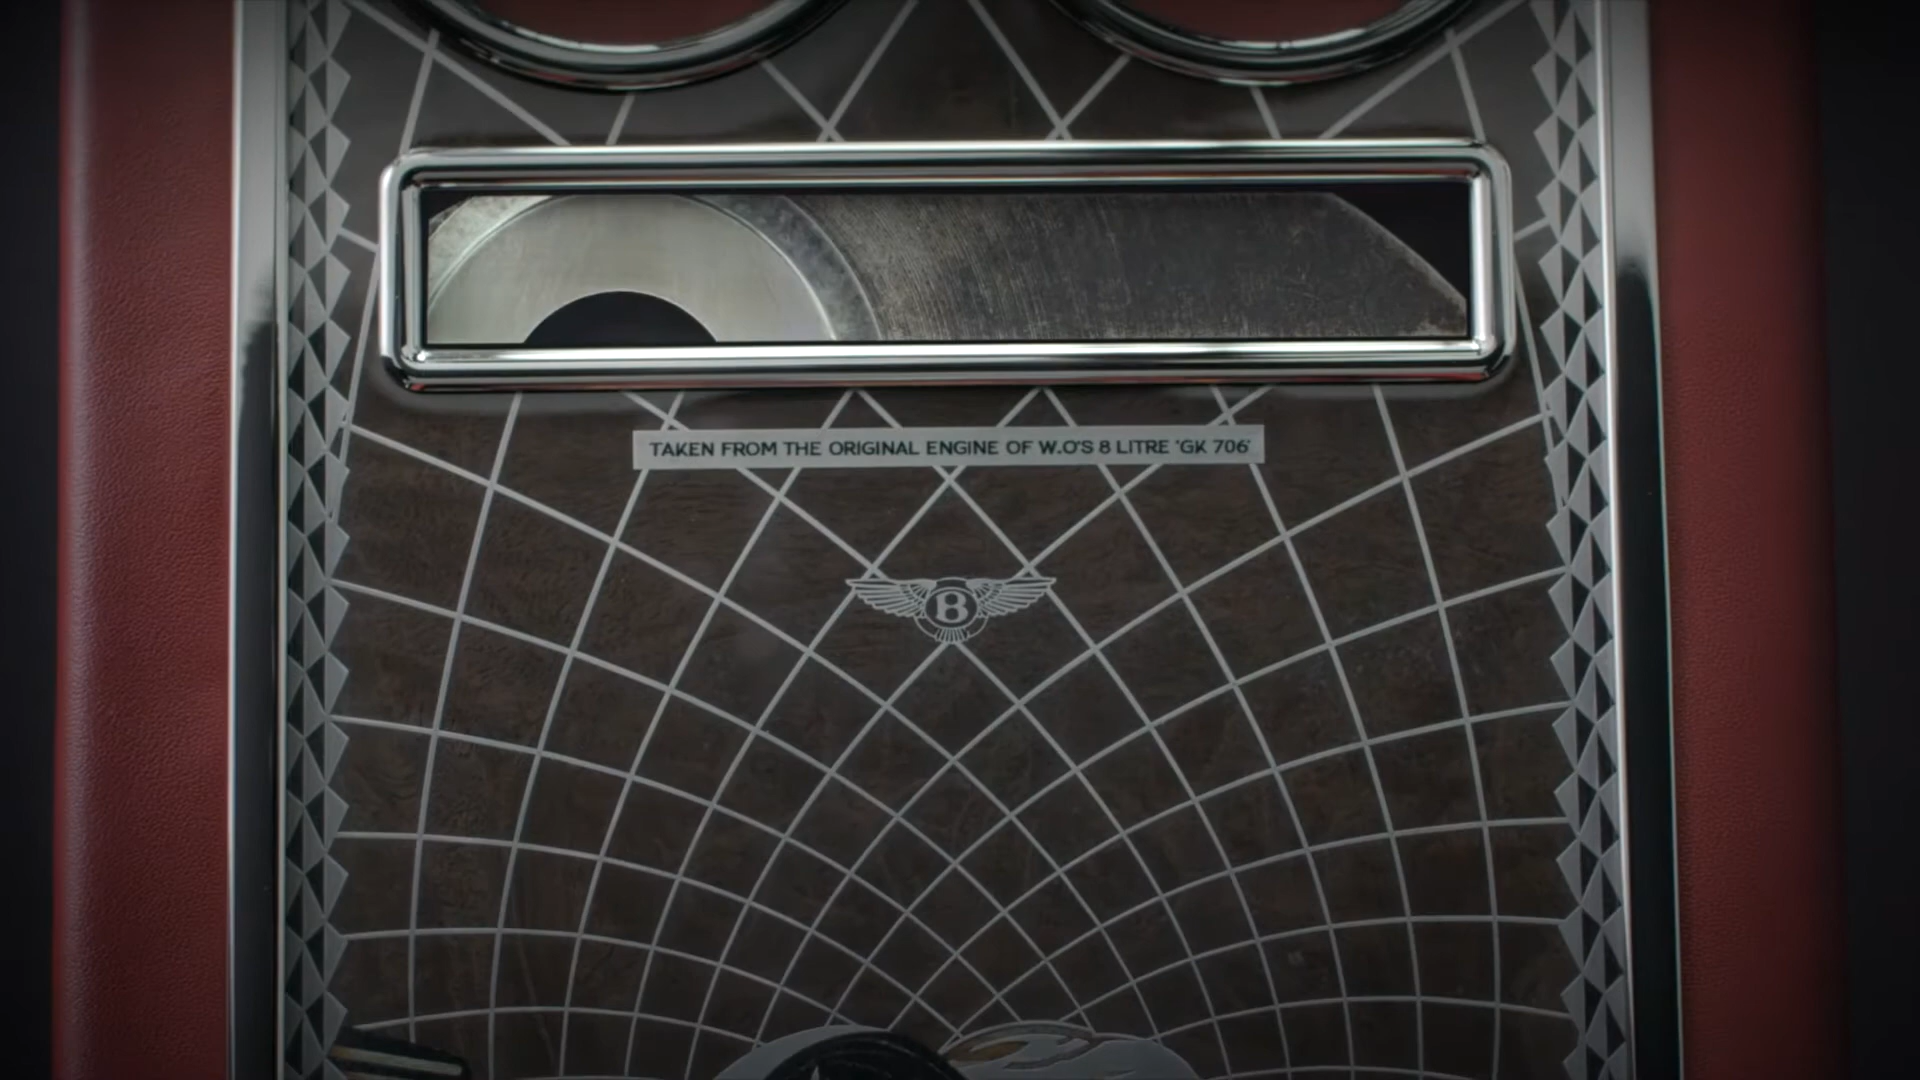 TAKEN FROM THE ORIGINAL ENGINE OF W.O'S 8 LITRE 'GK 706'
B